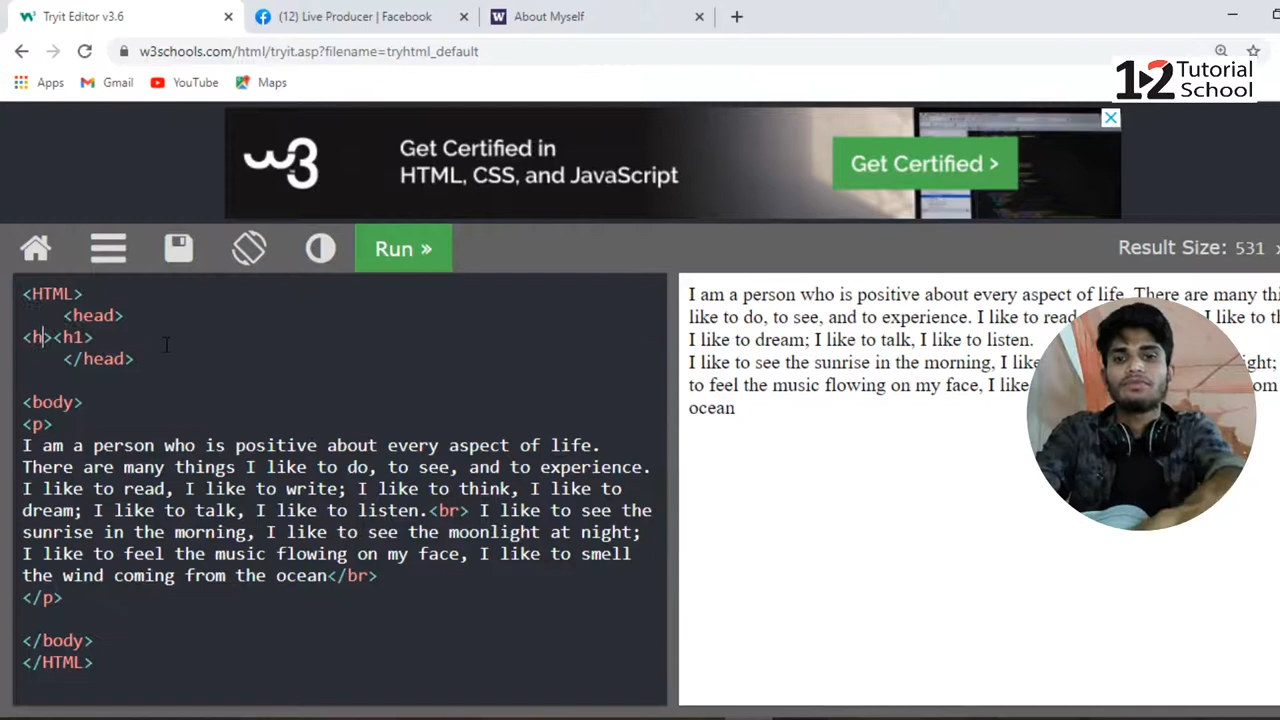 Tryit Editor v3.6
(12) Live Producer | Facebook
About Myself
w3schools.com/html/tryit.asp?filename=tryhtml_default
Apps
Gmail
YouTube
Maps
12 Tutorial
School
Get Certified in
HTML, CSS, and JavaScript
Get Certified >
Run »
Result Size: 531
<HTML>
<head>
<h><h1>
</head>
<body>
<p>
I am a person who is positive about every aspect of life.
There are many things I like to do, to see, and to experience.
I like to read, I like to write; I like to think, I like to
dream; I like to talk, I like to listen.<br> I like to see the
sunrise in the morning, I like to see the moonlight at night;
I like to feel the music flowing on my face, I like to smell
the wind coming from the ocean</br>
</p>
</body>
</HTML>
I am a person who is positive about every aspect of life. There are many thi
like to do, to see, and to experience. I like to read
I like to dream; I like to talk, I like to listen.
I like to see the sunrise in the morning, I like
to feel the music flowing on my face, I like
ocean